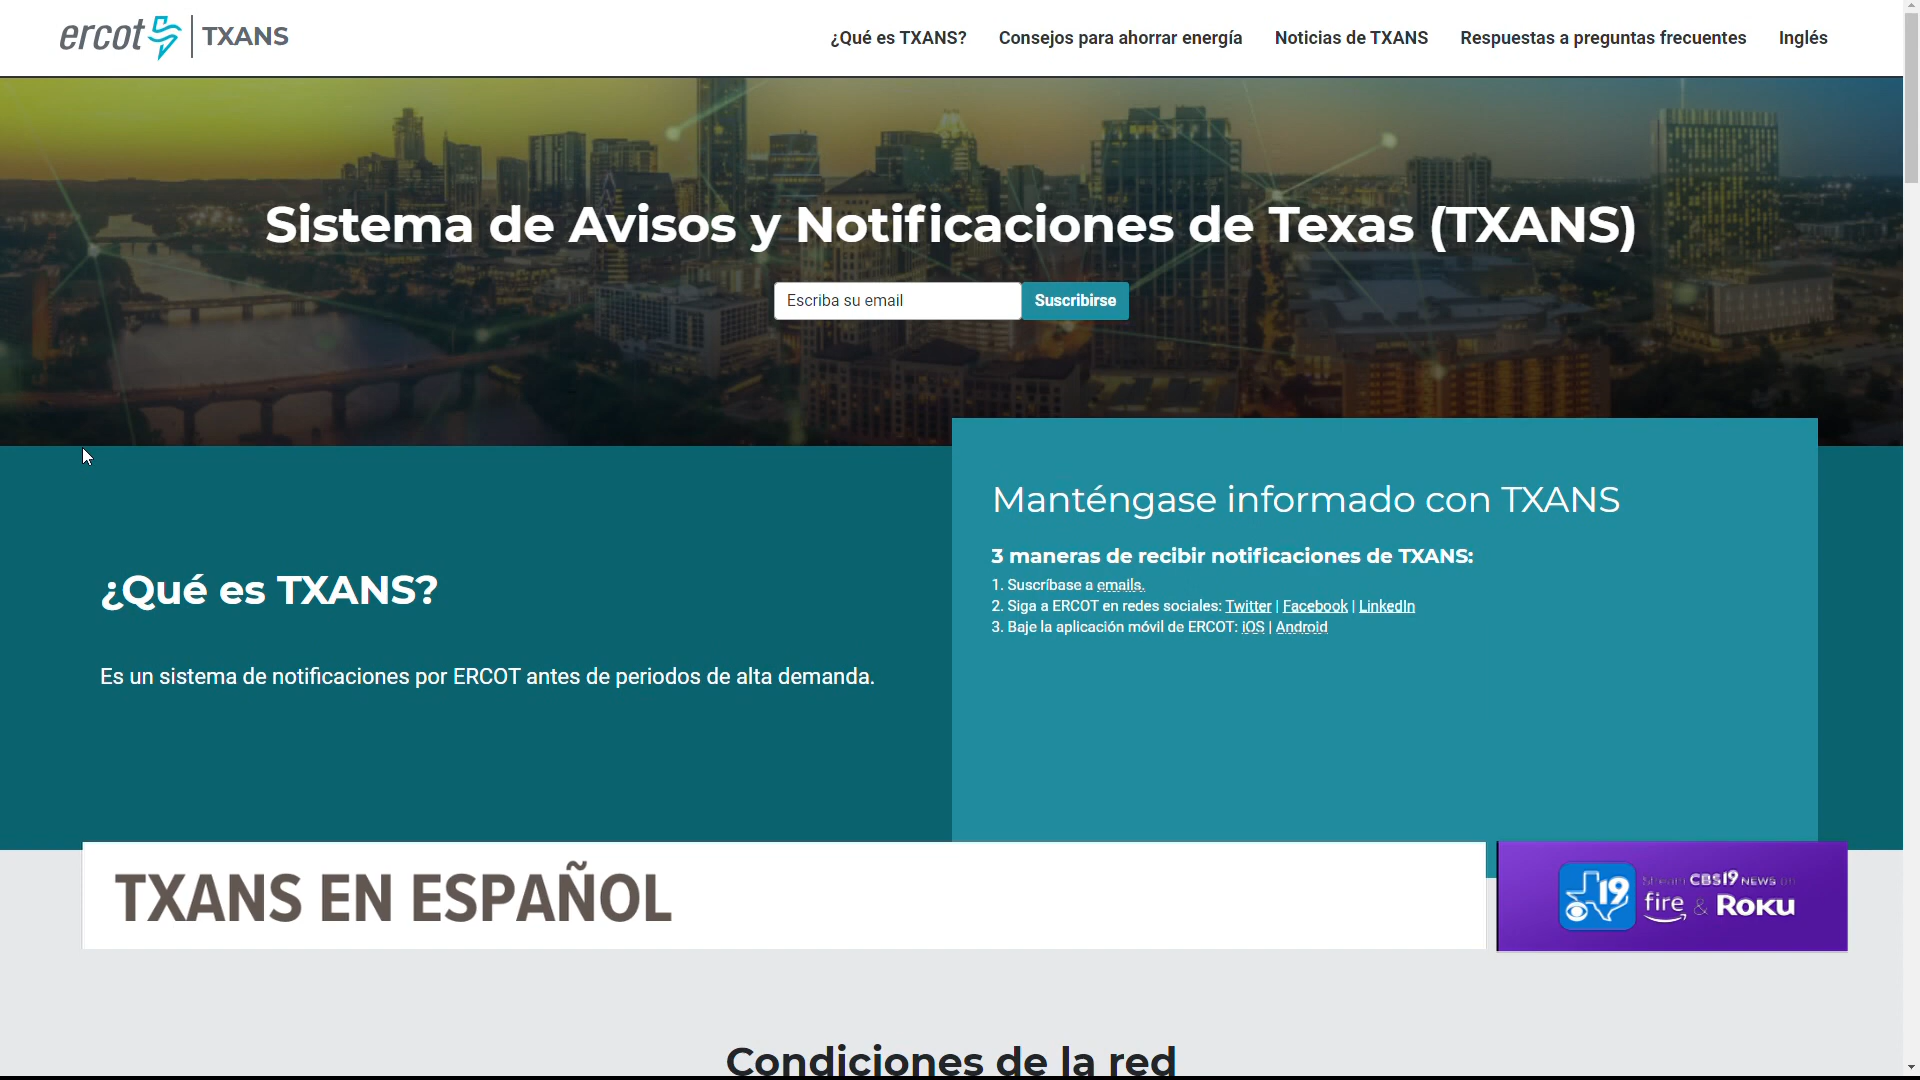 ercot TXANS
¿Qué es TXANS? Consejos para ahorrar energía Noticias de TXANS Respuestas a preguntas frecuentes Inglés
Sistema de Avisos y Notificaciones de Texas (TXANS)
Escriba su email Suscribirse
¿Qué es TXANS?
Es un sistema de notificaciones por ERCOT antes de periodos de alta demanda.
Manténgase informado con TXANS
3 maneras de recibir notificaciones de TXANS:
1. Suscríbase a emails.
2. Siga a ERCOT en redes sociales: Twitter | Facebook | LinkedIn
3. Baje la aplicación móvil de ERCOT: iOS | Android
TXANS EN ESPAÑOL
19
Stream CBS19 NEWS on
fire & ROKU
Condiciones de la red